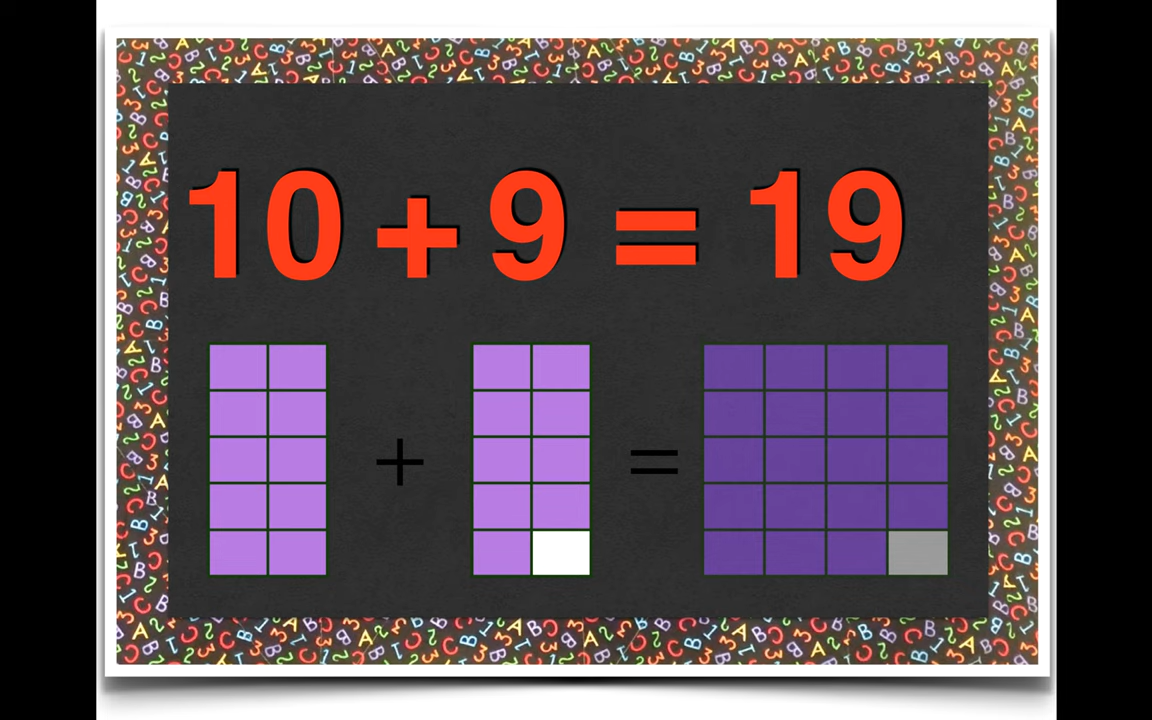 10 + 9 = 19
+ =